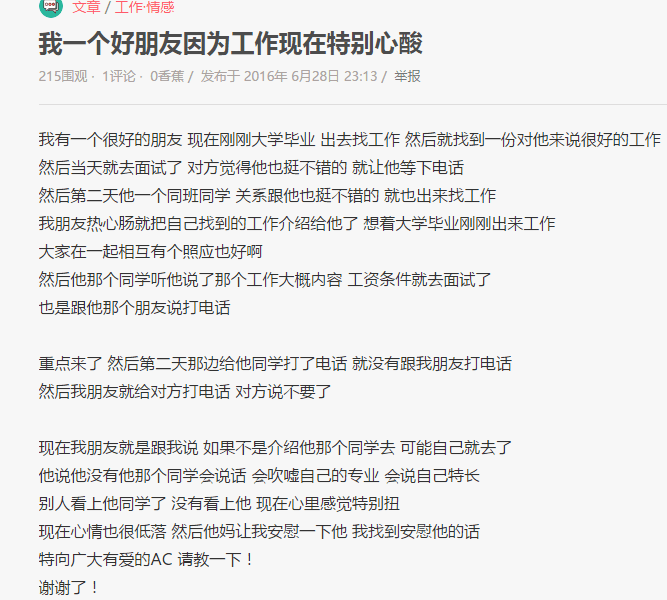 文章 / 工作·情感
我一个好朋友因为工作现在特别心酸
215围观 · 1评论 · 0香蕉 / 发布于 2016年 6月28日 23:13 / 举报
我有一个很好的朋友 现在刚刚大学毕业 出去找工作 然后就找到一份对他来说很好的工作
然后当天就去面试了 对方觉得他也挺不错的 就让他等下电话
然后第二天他一个同班同学 关系跟他也挺不错的 就也出来找工作
我朋友热心肠就把自己找到的工作介绍给他了 想着大学毕业刚刚出来工作
大家在一起相互有个照应也好啊
然后他那个同学听他说了那个工作大概内容 工资条件就去面试了
也是跟他那个朋友说打电话
重点来了 然后第二天那边给他同学打了电话 就没有跟我朋友打电话
然后我朋友就给对方打电话 对方说不要了
现在我朋友就是跟我说 如果不是介绍他那个同学去 可能自己就去了
他说他没有他那个同学会说话 会吹嘘自己的专业 会说自己特长
别人看上他同学了 没有看上他 现在心里感觉特别扭
现在心情也很低落 然后他妈让我安慰一下他 我找到安慰他的话
特向广大有爱的AC 请教一下！
谢谢了！